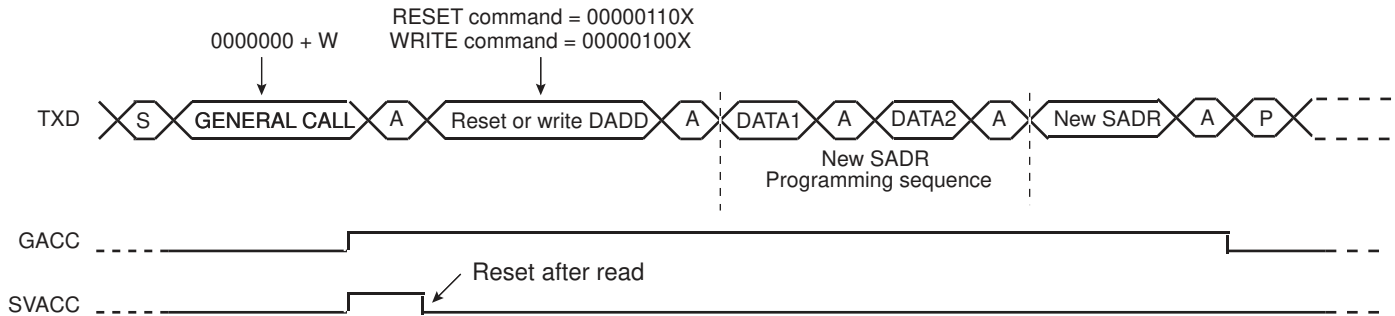 RESET command = 00000110X
0000000 + W
WRITE command = 00000100X
TXD S GENERAL CALL A Reset or write DADD A DATA1 A DATA2 A New SADR A P
New SADR
Programming sequence
GACC
Reset after read
SVACC